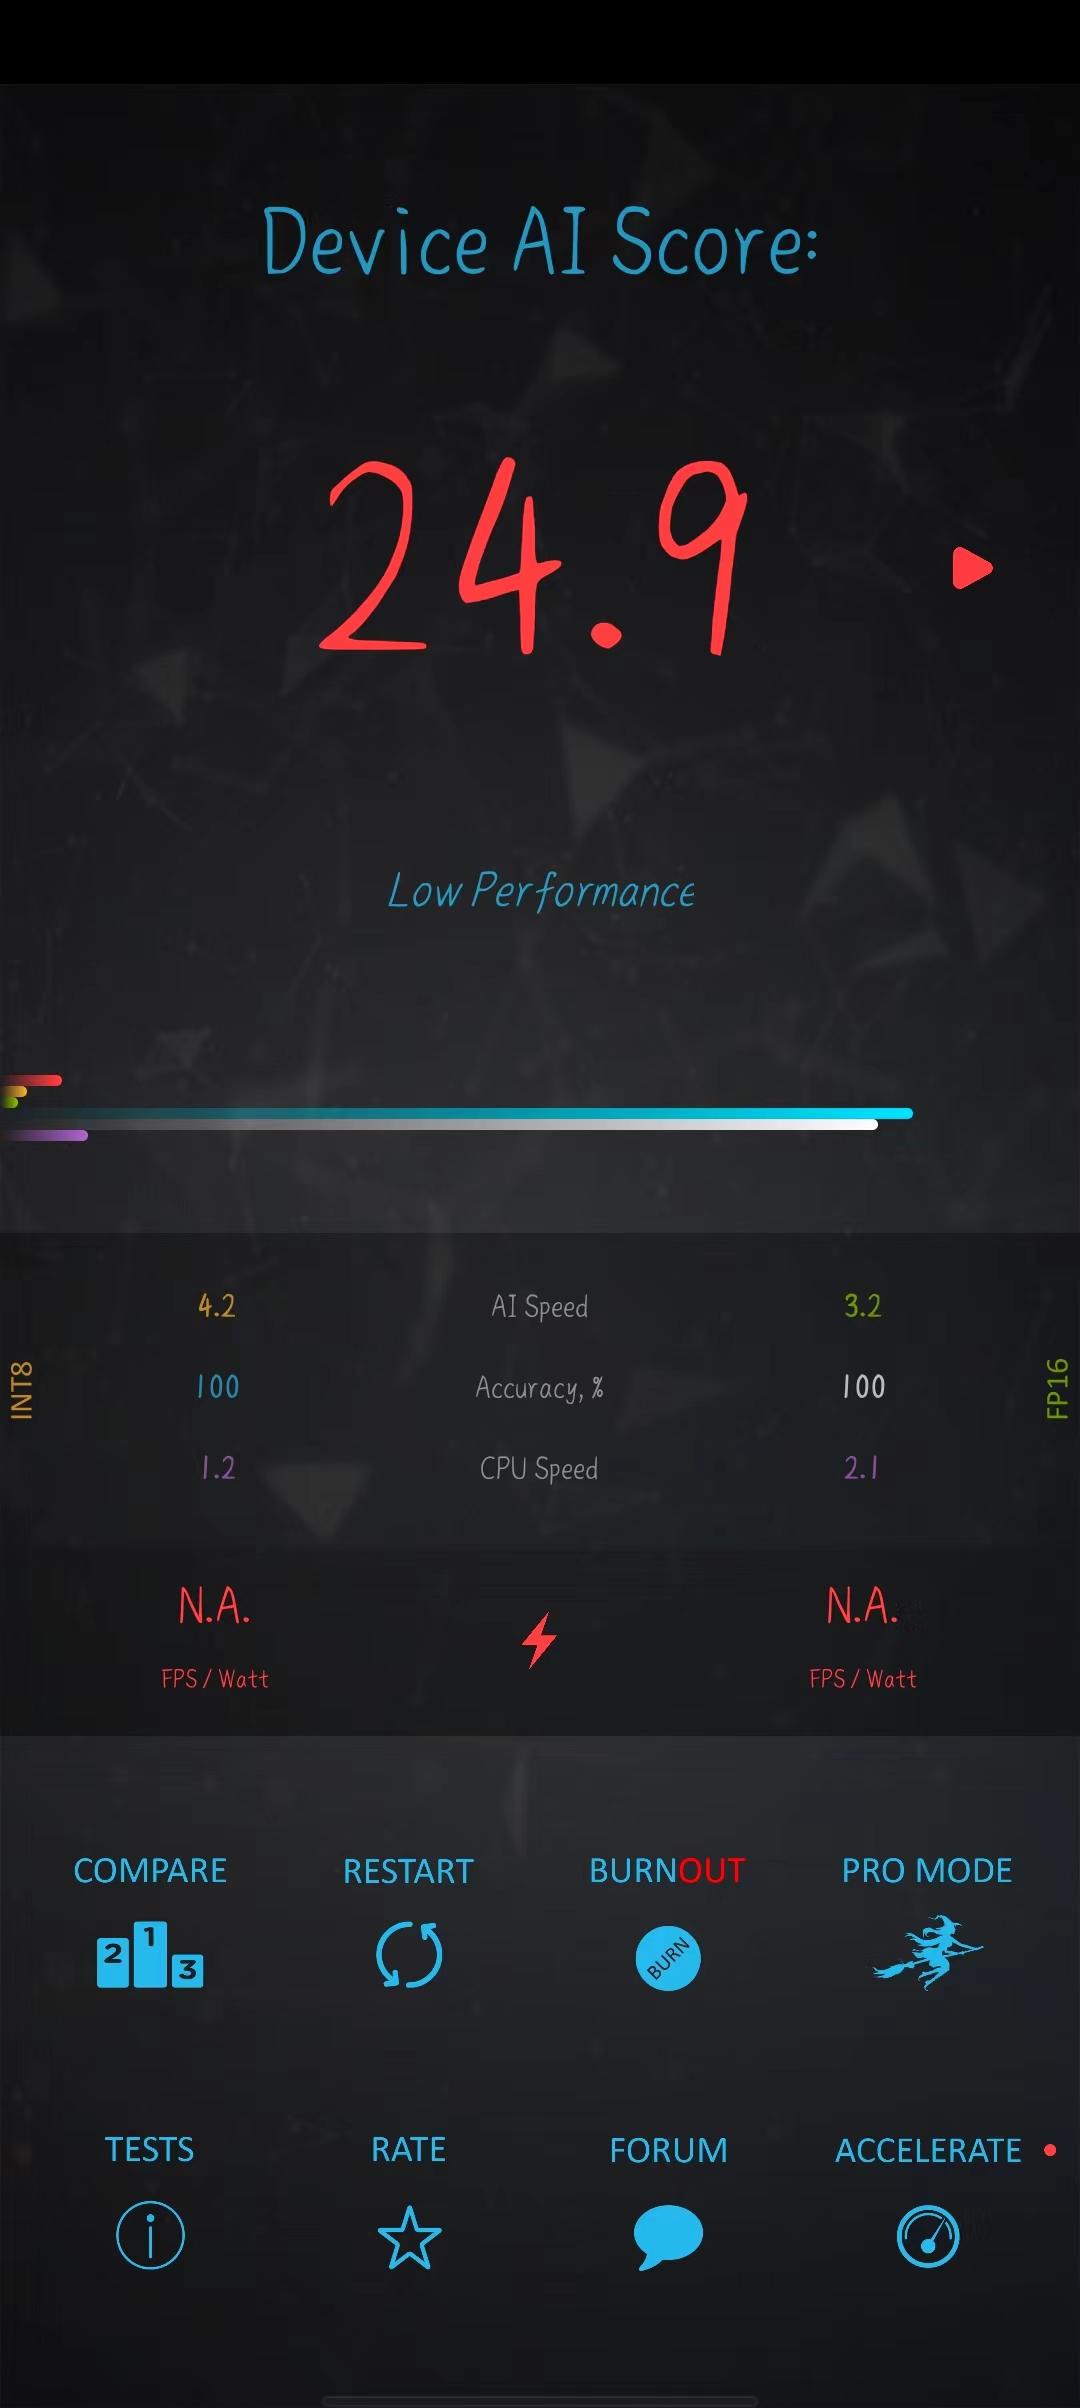 Device AI Score:
24.9
Low Performance
4.2 AI Speed 3.2
INT8 100 Accuracy, % 100 FP16
1.2 CPU Speed 2.1
N.A. N.A.
FPS / Watt FPS / Watt
COMPARE RESTART BURNOUT PRO MODE
2 1 3 BURN
TESTS RATE FORUM ACCELERATE